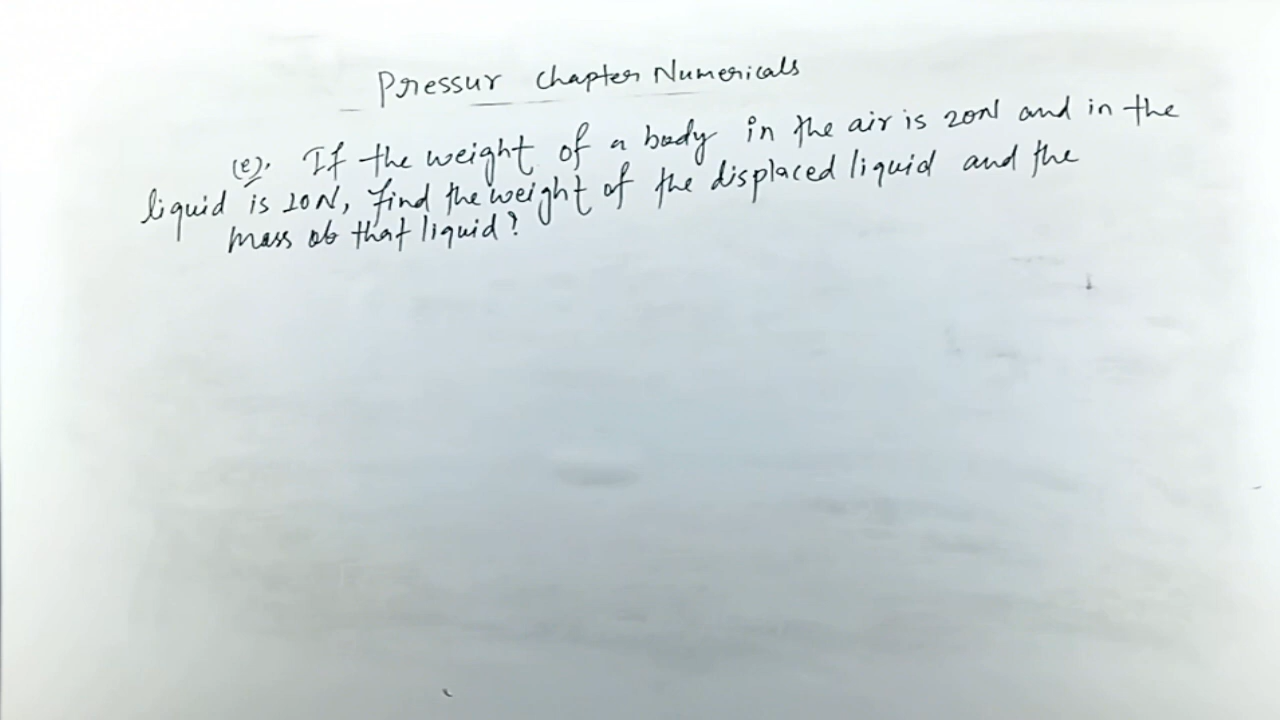 Pressur Chapter Numericals
(e). If the weight of a body in the air is 20N and in the
liquid is 10N, find the weight of the displaced liquid and the
mass ob that liquid?